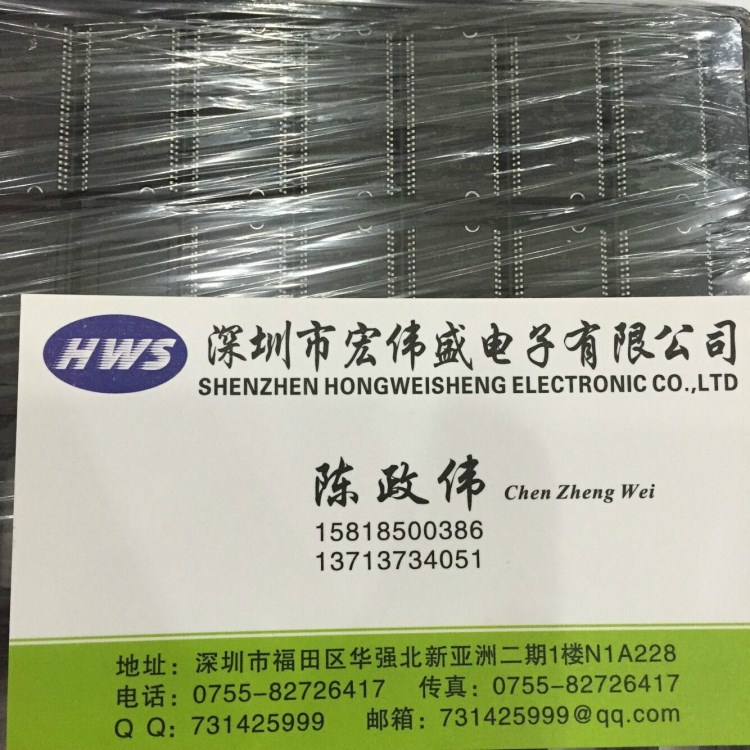 HWS
深圳市宏伟盛电子有限公司
SHENZHEN HONGWEISHENG ELECTRONIC CO.,LTD
陈政伟 Chen Zheng Wei
15818500386
13713734051
地址：深圳市福田区华强北新亚洲二期1楼N1A228
电话：0755-82726417 传真：0755-82726417
Q Q：731425999 邮箱：731425999@qq.com